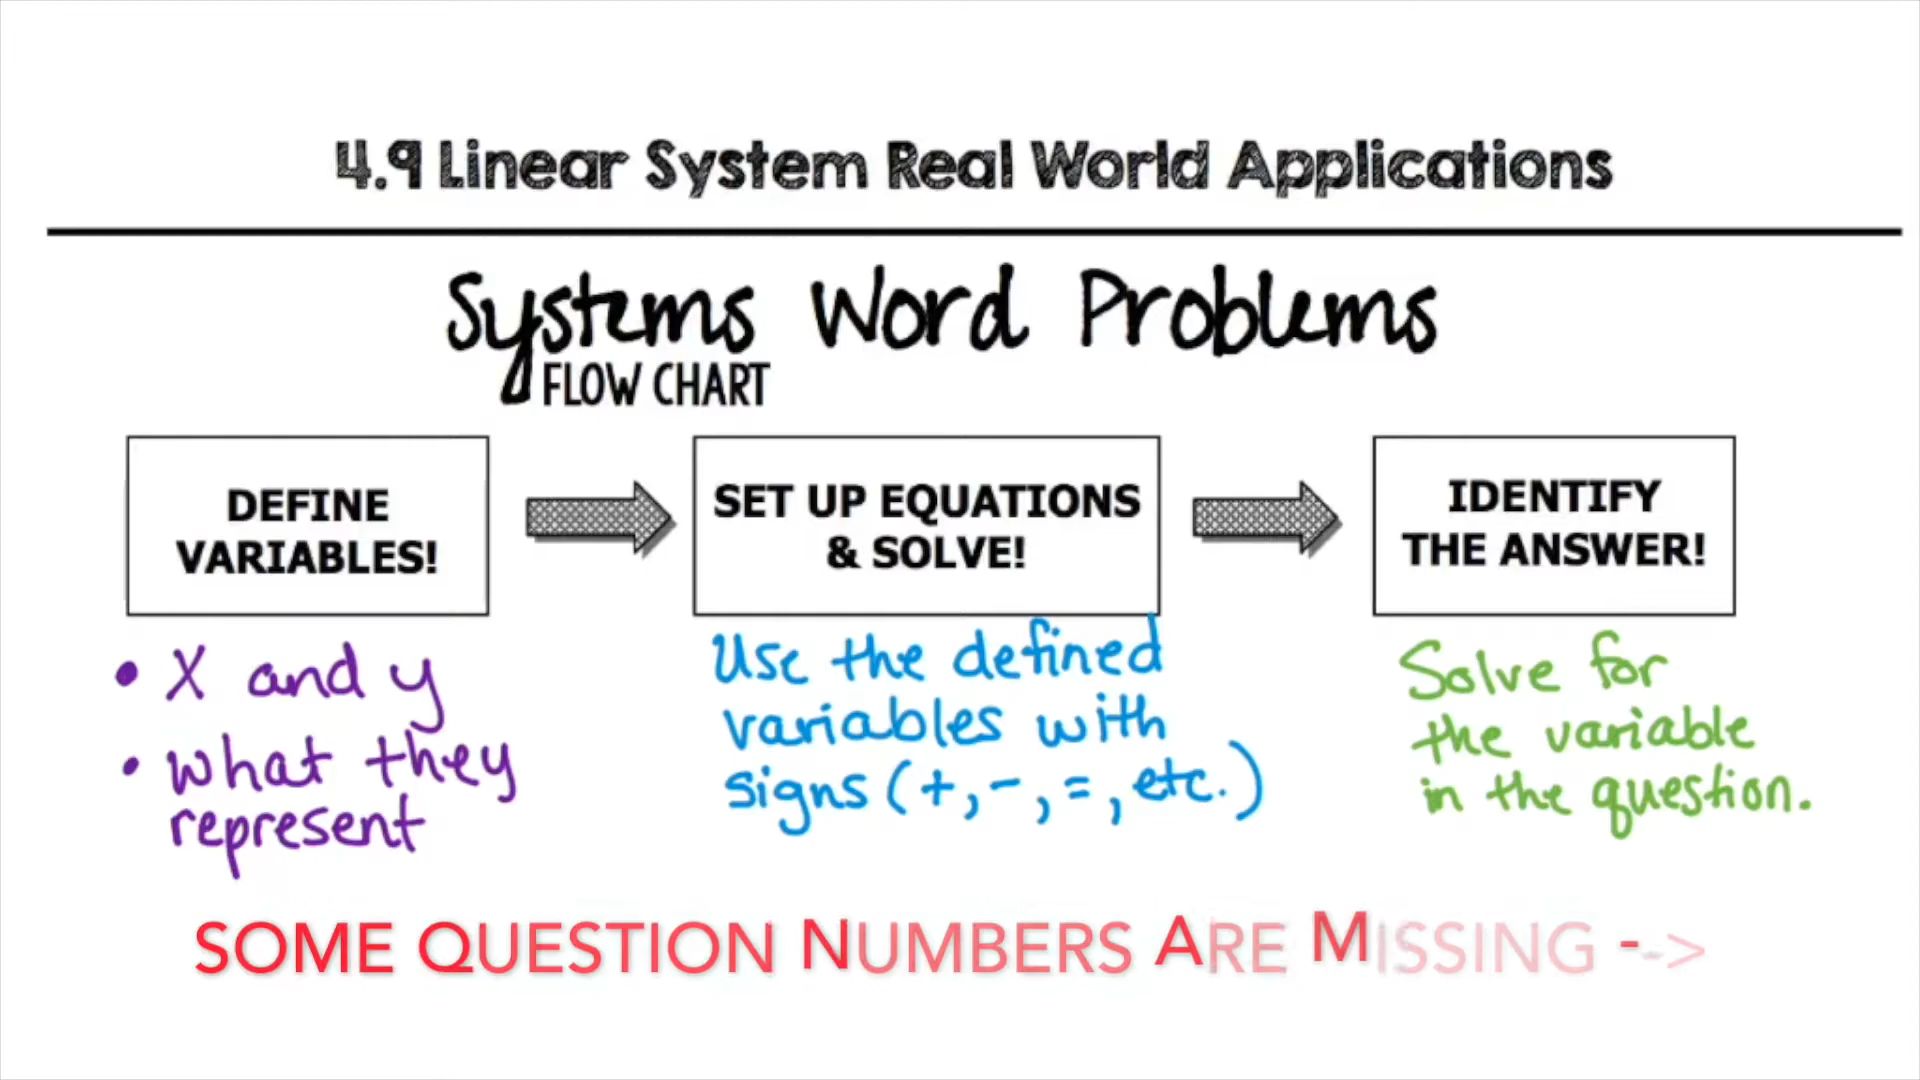 4.9 Linear System Real World Applications
Systems Word Problems
FLOW CHART
DEFINE
VARIABLES!
SET UP EQUATIONS
& SOLVE!
IDENTIFY
THE ANSWER!
• X and y
• what they
represent
Use the defined
variables with
signs (+, -, =, etc.)
Solve for
the variable
in the question.
SOME QUESTION NUMBERS ARE MISSING -->